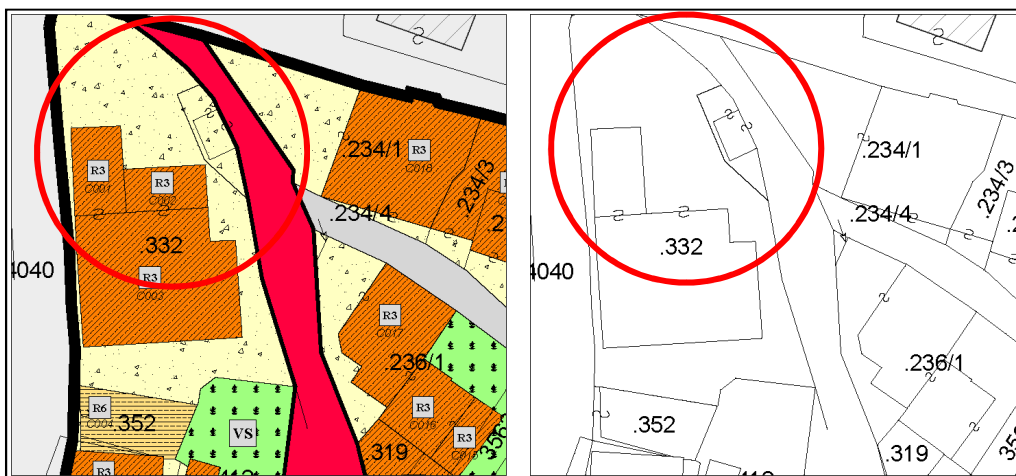 .234/1
R3
C018
R3
C001
R3
C002
.234/3
.234/4
.332
R3
C003
4040
R3
C017
.236/1
R6
C004
.352
VS
R3
C016
R3
.319
R3
.234/1
.234/3
.234/4
.332
4040
.236/1
.352
.319